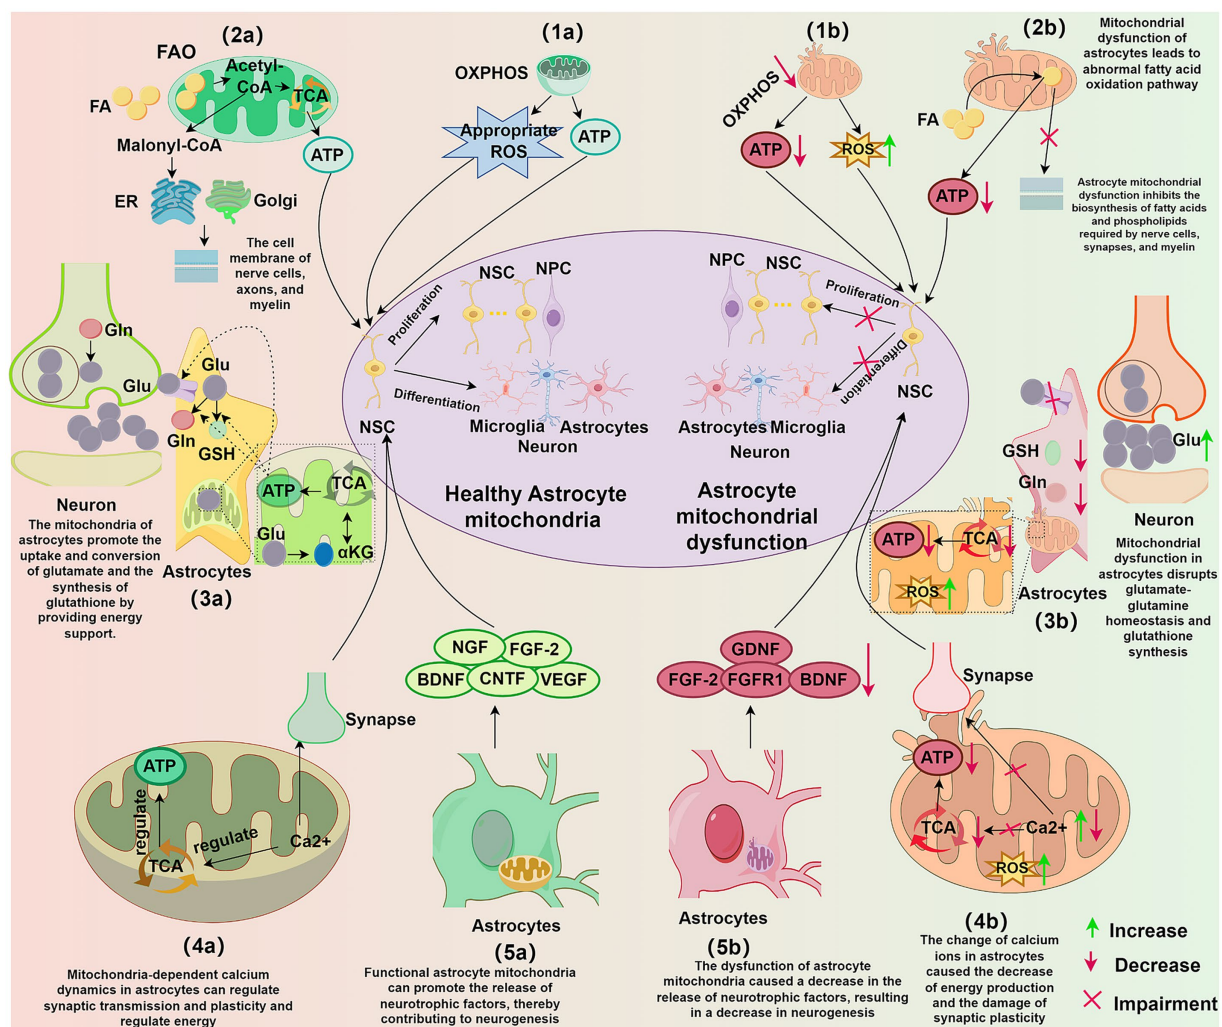 (2a)
FAO
Acetyl-
CoA
TCA
FA
Malonyl-CoA
ATP
ER
Golgi
The cell
membrane of
nerve cells,
axons, and
myelin
(1a)
OXPHOS
Appropriate
ROS
ATP
(1b)
OXPHOS
ATP
ROS
(2b)
FA
ATP
Mitochondrial
dysfunction of
astrocytes leads to
abnormal fatty acid
oxidation pathway
Astrocyte mitochondrial
dysfunction inhibits the
biosynthesis of fatty acids
and phospholipids
required by nerve cells,
synapses, and myelin
NSC
NPC
Proliferation
Differentiation
NSC
Microglia
Astrocytes
Neuron
Healthy Astrocyte
mitochondria
NPC
NSC
Proliferation
Differentiation
NSC
Astrocytes
Microglia
Neuron
Astrocyte
mitochondrial
dysfunction
Gln
Glu
Glu
Gln
GSH
ATP
TCA
Glu
αKG
Neuron
Astrocytes
(3a)
The mitochondria of
astrocytes promote the
uptake and conversion
of glutamate and the
synthesis of
glutathione by
providing energy
support.
GSH
Gln
Glu
ATP
TCA
ROS
Astrocytes
(3b)
Neuron
Mitochondrial
dysfunction in
astrocytes disrupts
glutamate-
glutamine
homeostasis and
glutathione
synthesis
Synapse
ATP
regulate
regulate
TCA
Ca2+
(4a)
Mitochondria-dependent calcium
dynamics in astrocytes can regulate
synaptic transmission and plasticity and
regulate energy
NGF
FGF-2
BDNF
CNTF
VEGF
Astrocytes
(5a)
Functional astrocyte mitochondria
can promote the release of
neurotrophic factors, thereby
contributing to neurogenesis
GDNF
FGF-2
FGFR1
BDNF
Astrocytes
(5b)
The dysfunction of astrocyte
mitochondria caused a decrease in the
release of neurotrophic factors, resulting
in a decrease in neurogenesis
Synapse
ATP
TCA
Ca2+
ROS
(4b)
The change of calcium
ions in astrocytes
caused the decrease
of energy production
and the damage of
synaptic plasticity
Increase
Decrease
Impairment